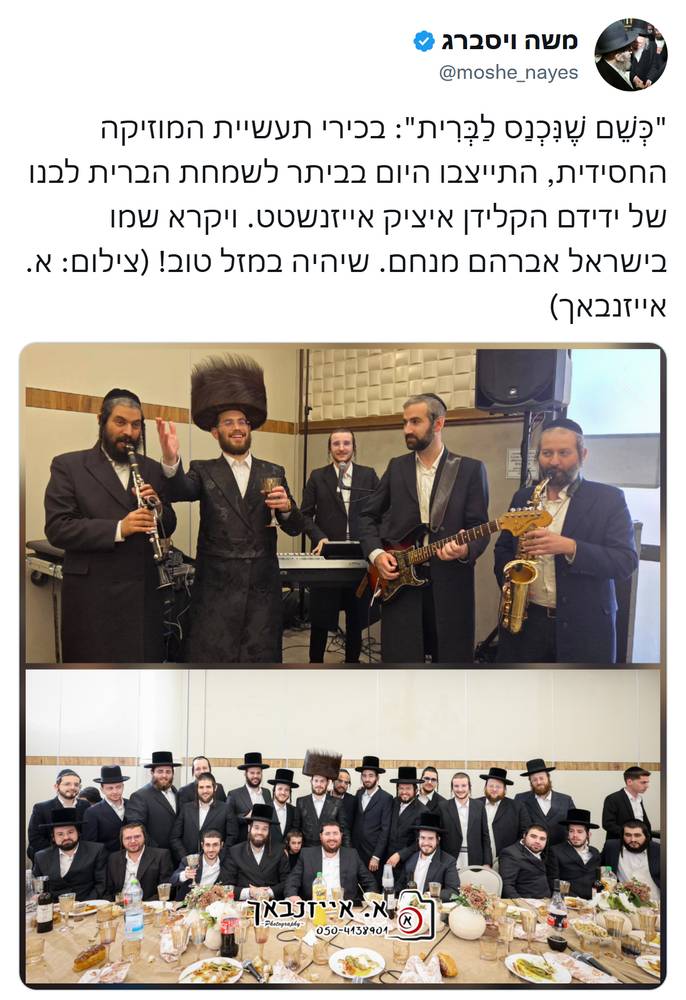 משה ויסברג
@moshe_nayes
"כְּשֵׁם שֶׁנִּכְנַס לַבְּרִית": בכירי תעשיית המוזיקה
החסידית, התייצבו היום בביתר לשמחת הברית לבנו
של ידידם הקלידן איציק אייזנשטט. ויקרא שמו
בישראל אברהם מנחם. שיהיה במזל טוב! (צילום: א.
אייזנבאך)
א. אייזנבאך
Photography
050-4138901